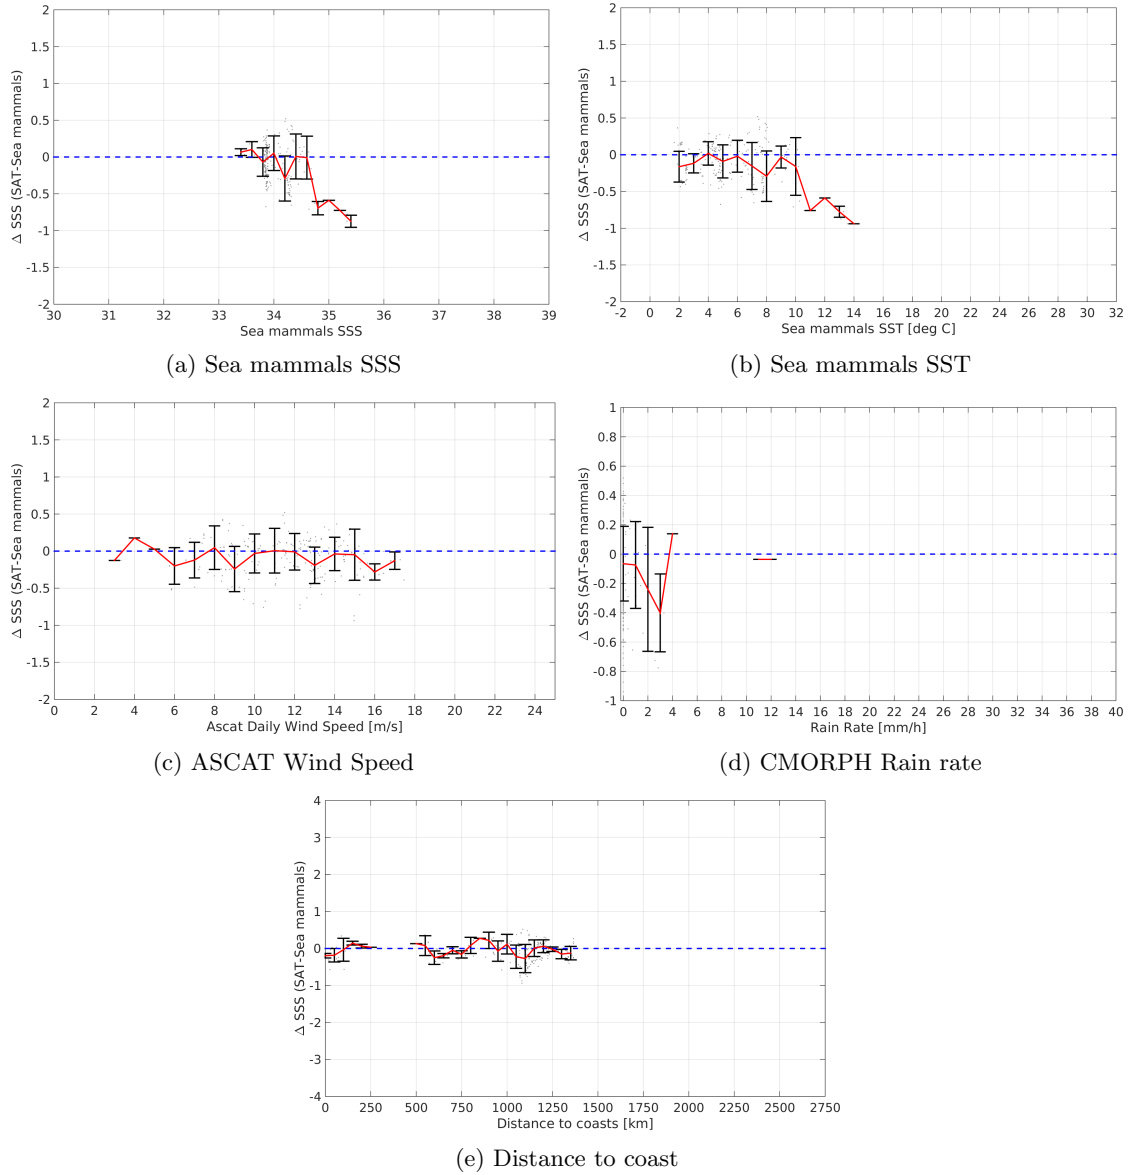 2
1.5
1
0.5
0
-0.5
-1
-1.5
-2
Δ SSS (SAT-Sea mammals)
30 31 32 33 34 35 36 37 38 39
Sea mammals SSS
(a) Sea mammals SSS
2
1.5
1
0.5
0
-0.5
-1
-1.5
-2
Δ SSS (SAT-Sea mammals)
-2 0 2 4 6 8 10 12 14 16 18 20 22 24 26 28 30 32
Sea mammals SST [deg C]
(b) Sea mammals SST
2
1.5
1
0.5
0
-0.5
-1
-1.5
-2
Δ SSS (SAT-Sea mammals)
0 2 4 6 8 10 12 14 16 18 20 22 24
Ascat Daily Wind Speed [m/s]
(c) ASCAT Wind Speed
1
0.8
0.6
0.4
0.2
0
-0.2
-0.4
-0.6
-0.8
-1
Δ SSS (SAT-Sea mammals)
0 2 4 6 8 10 12 14 16 18 20 22 24 26 28 30 32 34 36 38 40
Rain Rate [mm/h]
(d) CMORPH Rain rate
4
3
2
1
0
-1
-2
-3
-4
Δ SSS (SAT-Sea mammals)
0 250 500 750 1000 1250 1500 1750 2000 2250 2500 2750
Distance to coasts [km]
(e) Distance to coast